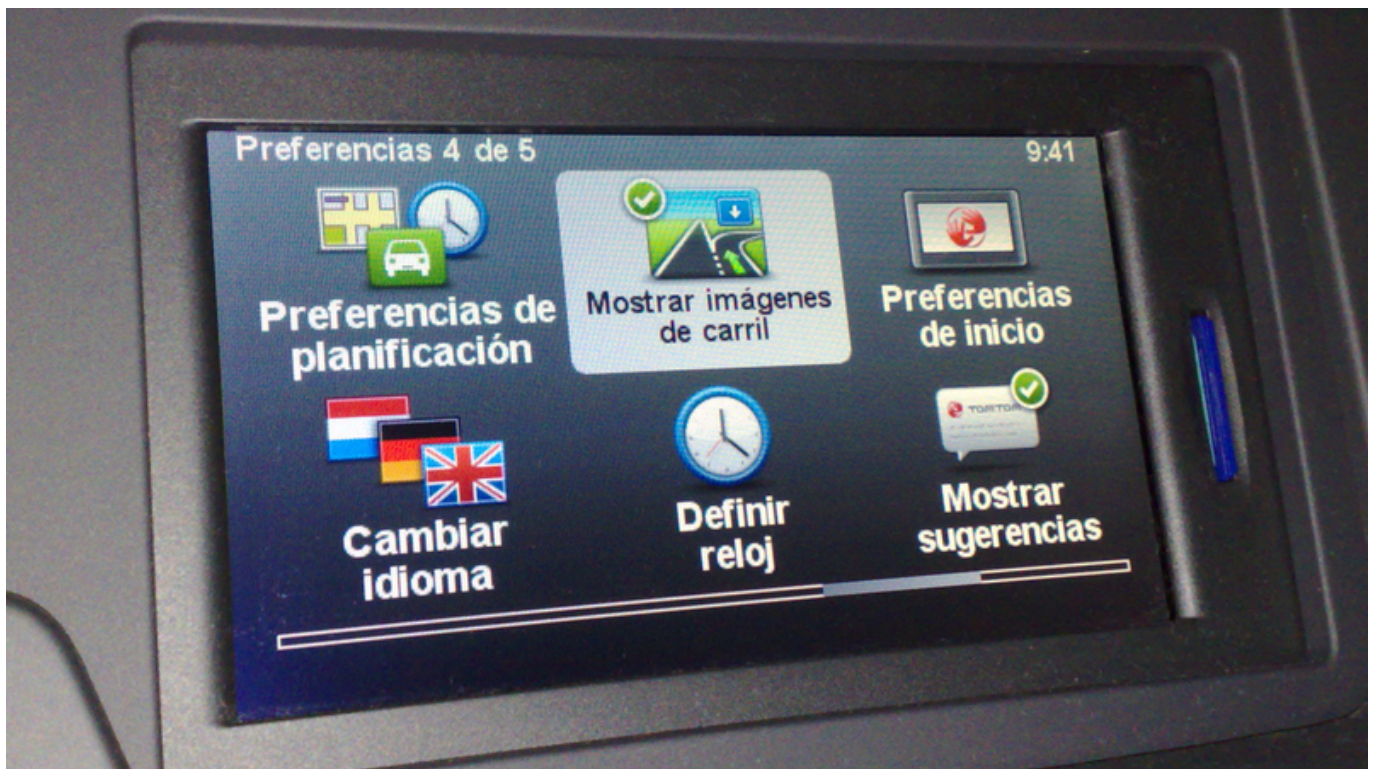 Preferencias 4 de 5
9:41
Preferencias de
planificación
Mostrar imágenes
de carril
Preferencias
de inicio
Cambiar
idioma
Definir
reloj
TOMTOM
Mostrar
sugerencias